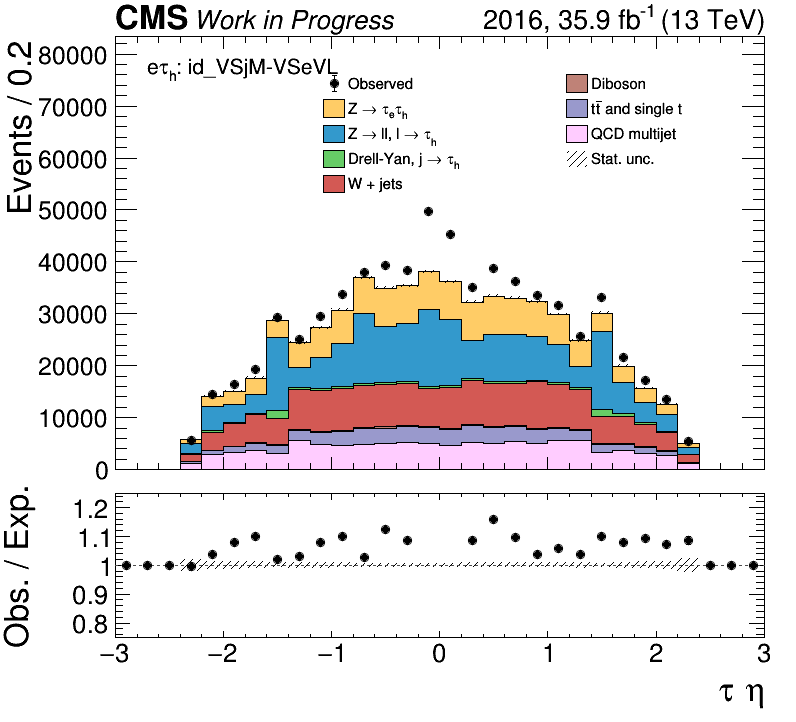 CMS Work in Progress 2016, 35.9 fb⁻¹ (13 TeV)
Events / 0.2
80000
70000
60000
50000
40000
30000
20000
10000
0
eτₕ: id_VSjM-VSeVL
Observed
Z → τₑτₕ
Z → ll, l → τₕ
Drell-Yan, j → τₕ
W + jets
Diboson
tt̅ and single t
QCD multijet
Stat. unc.
Obs. / Exp.
1.2
1.1
1
0.9
0.8
−3 −2 −1 0 1 2 3
τ η